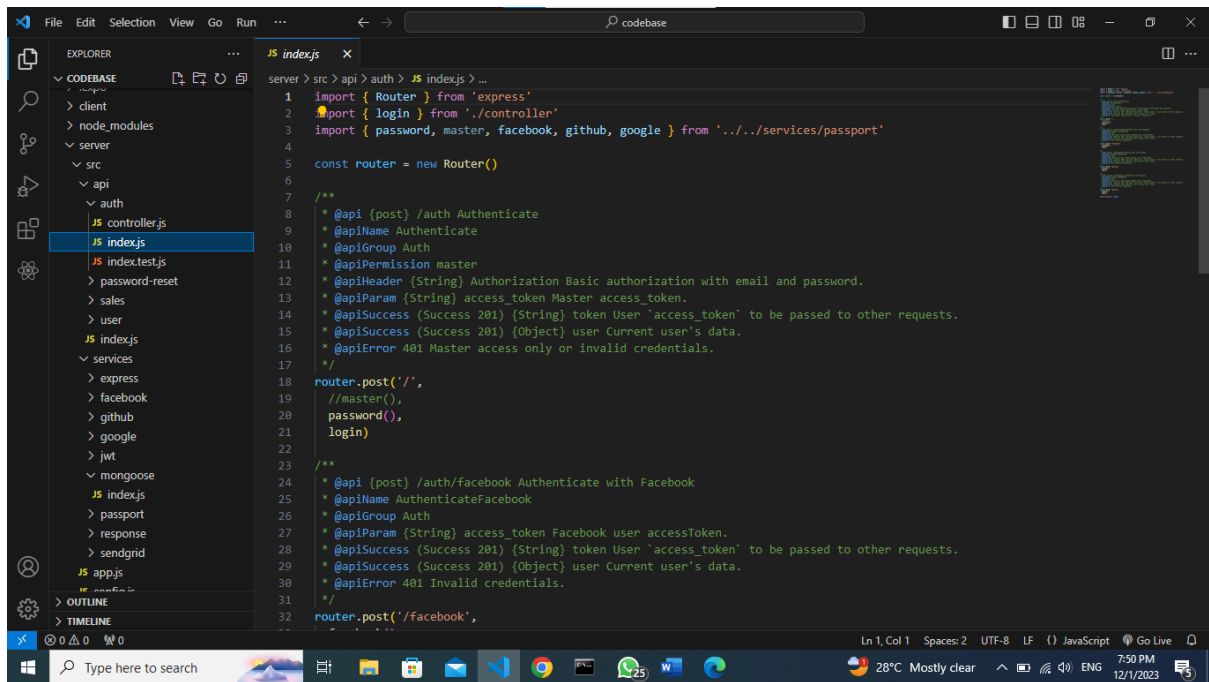 File Edit Selection View Go Run ···
codebase
EXPLORER ···
CODEBASE
client
node_modules
server
src
api
auth
JS controller.js
JS index.js
JS index.test.js
password-reset
sales
user
JS index.js
services
express
facebook
github
google
jwt
mongoose
JS index.js
passport
response
sendgrid
JS app.js
JS config.js
OUTLINE
TIMELINE
JS index.js
server > src > api > auth > JS index.js > ...
1 import { Router } from 'express'
2 import { login } from './controller'
3 import { password, master, facebook, github, google } from '../../services/passport'
4
5 const router = new Router()
6
7 /**
8 * @api {post} /auth Authenticate
9 * @apiName Authenticate
10 * @apiGroup Auth
11 * @apiPermission master
12 * @apiHeader {String} Authorization Basic authorization with email and password.
13 * @apiParam {String} access_token Master access_token.
14 * @apiSuccess (Success 201) {String} token User `access_token` to be passed to other requests.
15 * @apiSuccess (Success 201) {Object} user Current user's data.
16 * @apiError 401 Master access only or invalid credentials.
17 */
18 router.post('/',
19 //master(),
20 password(),
21 login)
22
23 /**
24 * @api {post} /auth/facebook Authenticate with Facebook
25 * @apiName AuthenticateFacebook
26 * @apiGroup Auth
27 * @apiParam {String} access_token Facebook user accessToken.
28 * @apiSuccess (Success 201) {String} token User `access_token` to be passed to other requests.
29 * @apiSuccess (Success 201) {Object} user Current user's data.
30 * @apiError 401 Invalid credentials.
31 */
32 router.post('/facebook',
0 0 0
Ln 1, Col 1 Spaces: 2 UTF-8 LF {} JavaScript Go Live
Type here to search
25
1
28°C Mostly clear
ENG
7:50 PM
12/1/2023
5